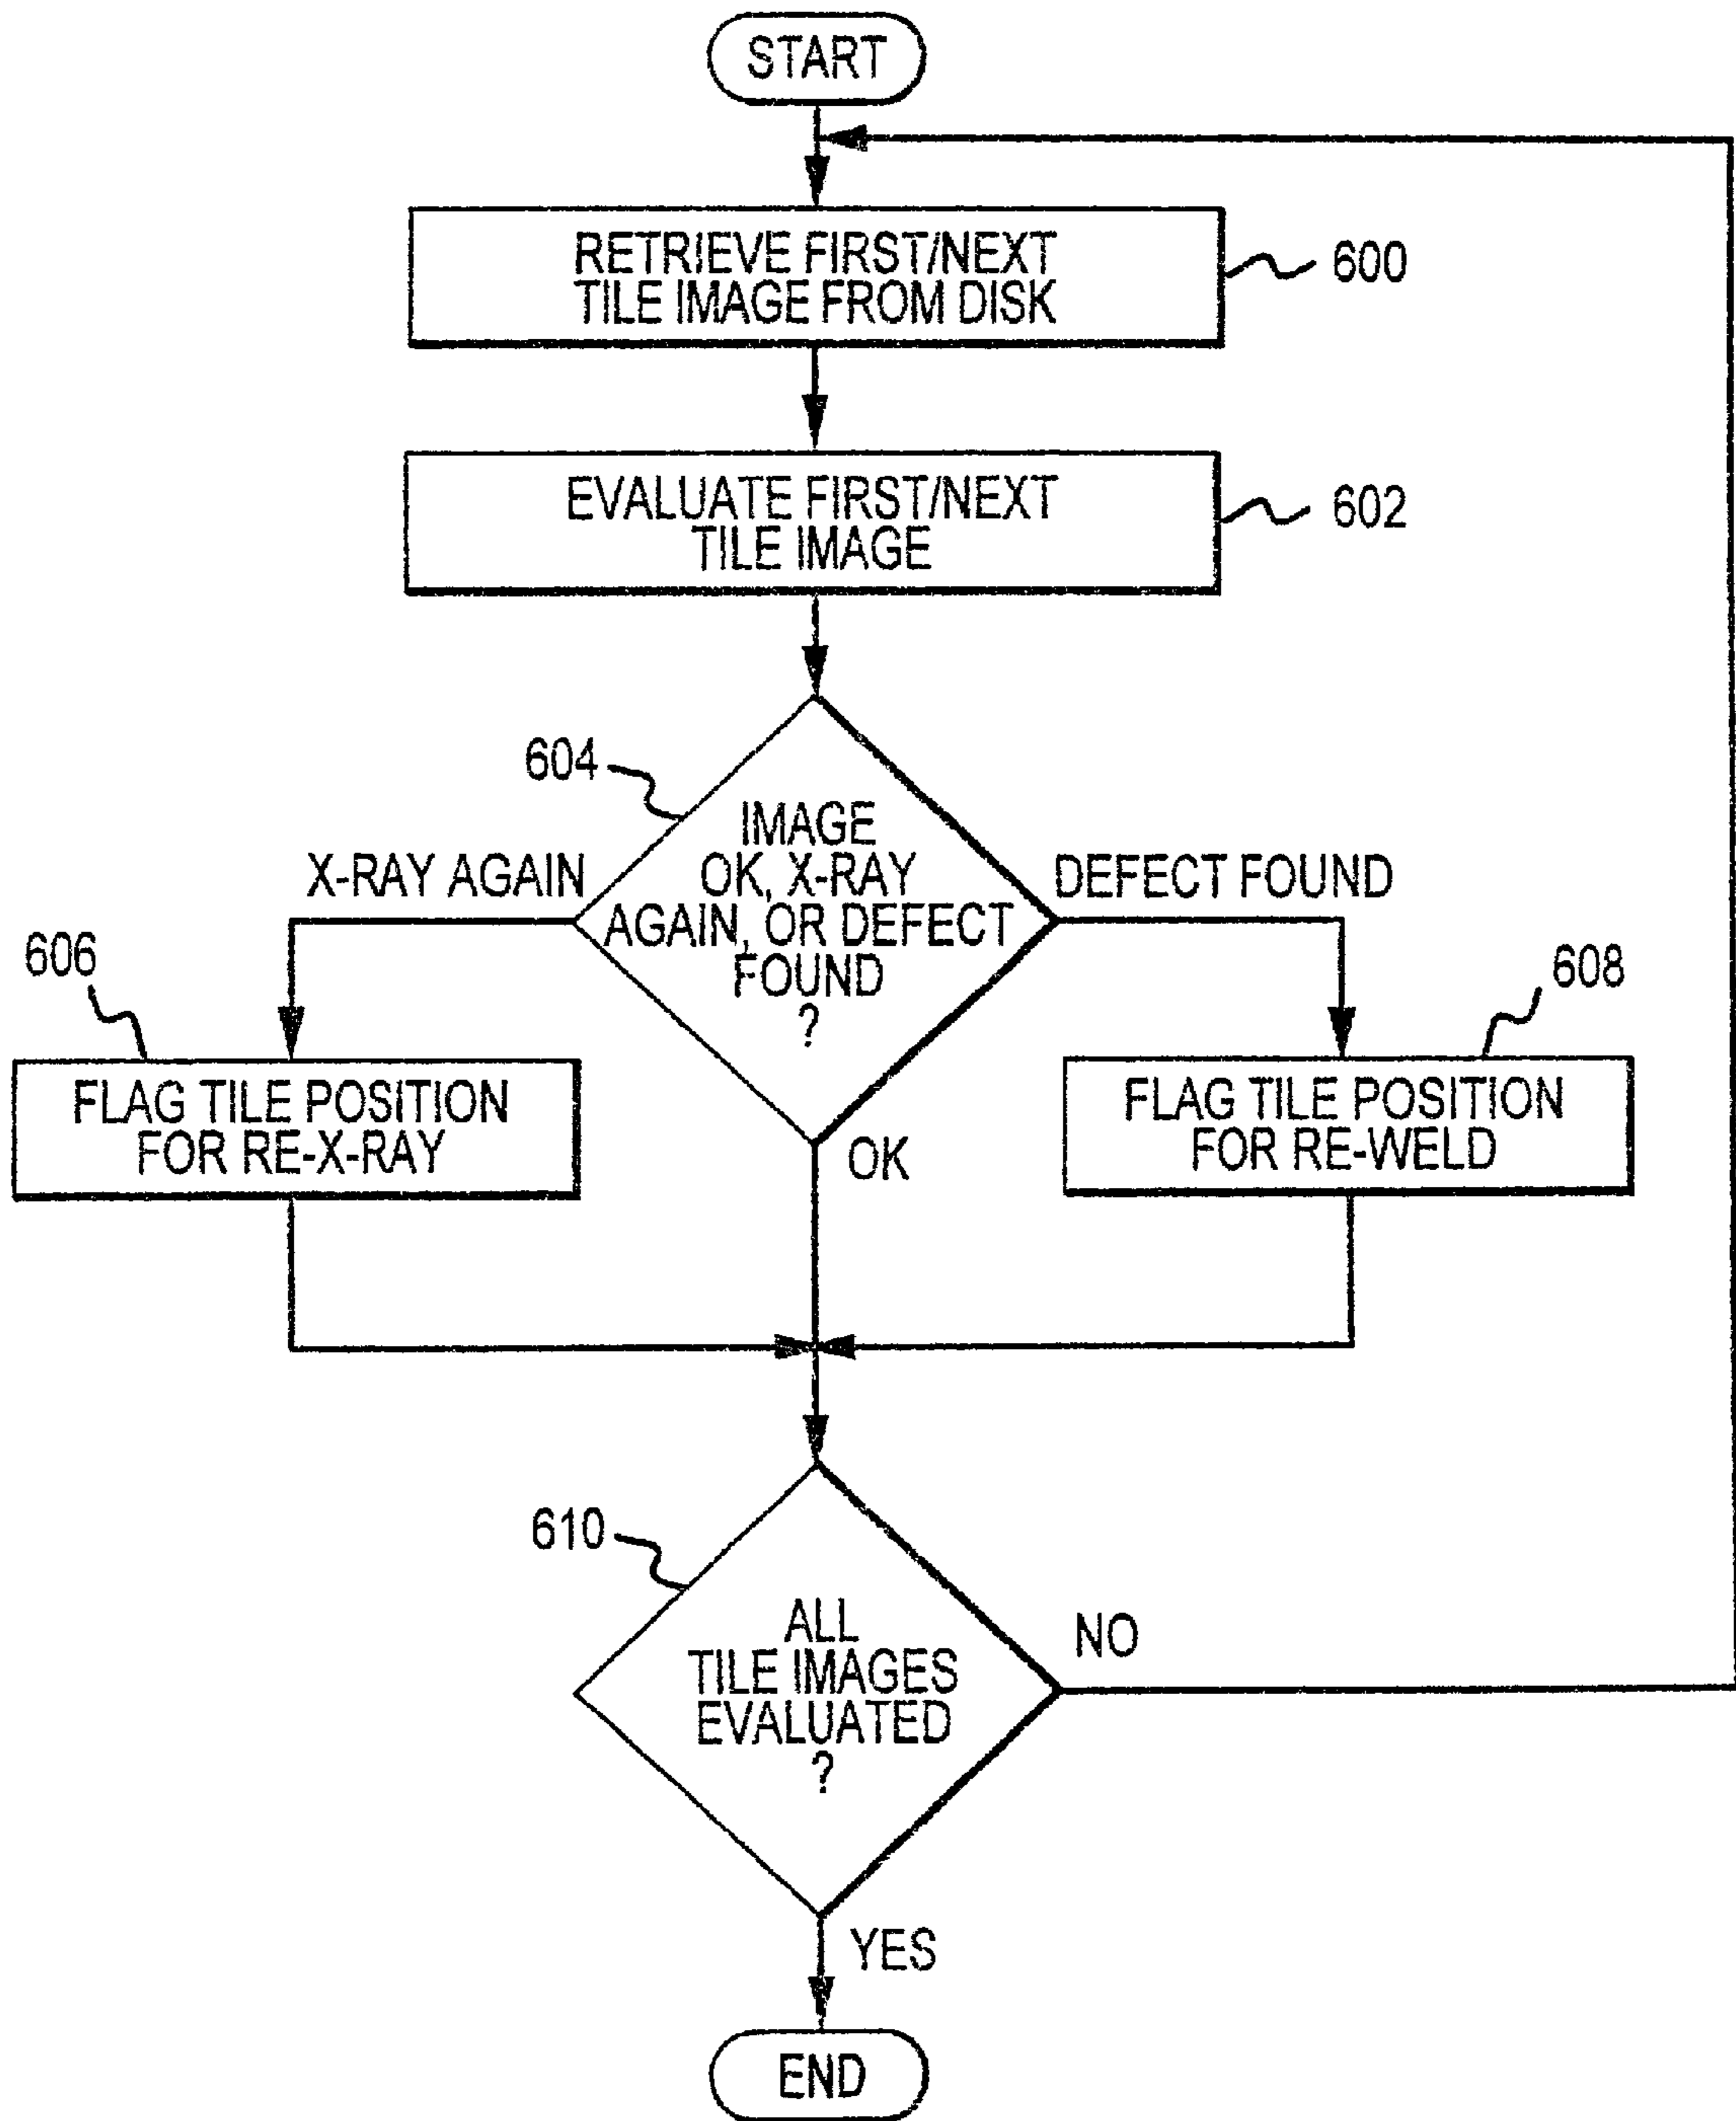 START
RETRIEVE FIRST/NEXT
TILE IMAGE FROM DISK
600
EVALUATE FIRST/NEXT
TILE IMAGE
602
604
IMAGE
OK, X-RAY
AGAIN, OR DEFECT
FOUND
?
X-RAY AGAIN
DEFECT FOUND
606
608
FLAG TILE POSITION
FOR RE-X-RAY
OK
FLAG TILE POSITION
FOR RE-WELD
610
ALL
TILE IMAGES
EVALUATED
?
NO
YES
END